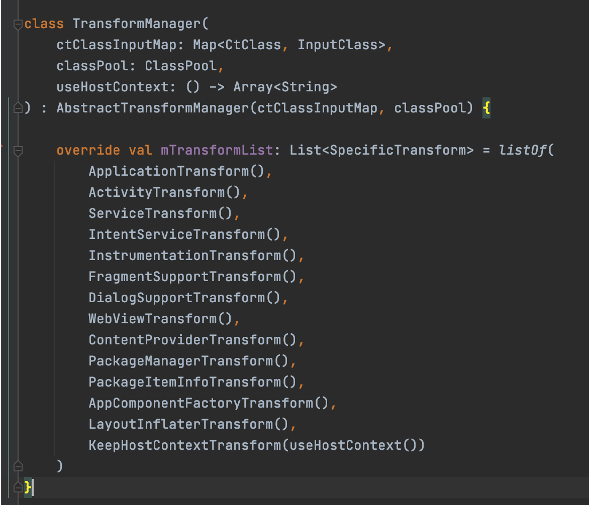 class TransformManager(
ctClassInputMap: Map<CtClass, InputClass>,
classPool: ClassPool,
useHostContext: () -> Array<String>
) : AbstractTransformManager(ctClassInputMap, classPool) {
override val mTransformList: List<SpecificTransform> = listOf(
ApplicationTransform(),
ActivityTransform(),
ServiceTransform(),
IntentServiceTransform(),
InstrumentationTransform(),
FragmentSupportTransform(),
DialogSupportTransform(),
WebViewTransform(),
ContentProviderTransform(),
PackageManagerTransform(),
PackageItemInfoTransform(),
AppComponentFactoryTransform(),
LayoutInflaterTransform(),
KeepHostContextTransform(useHostContext())
)
}